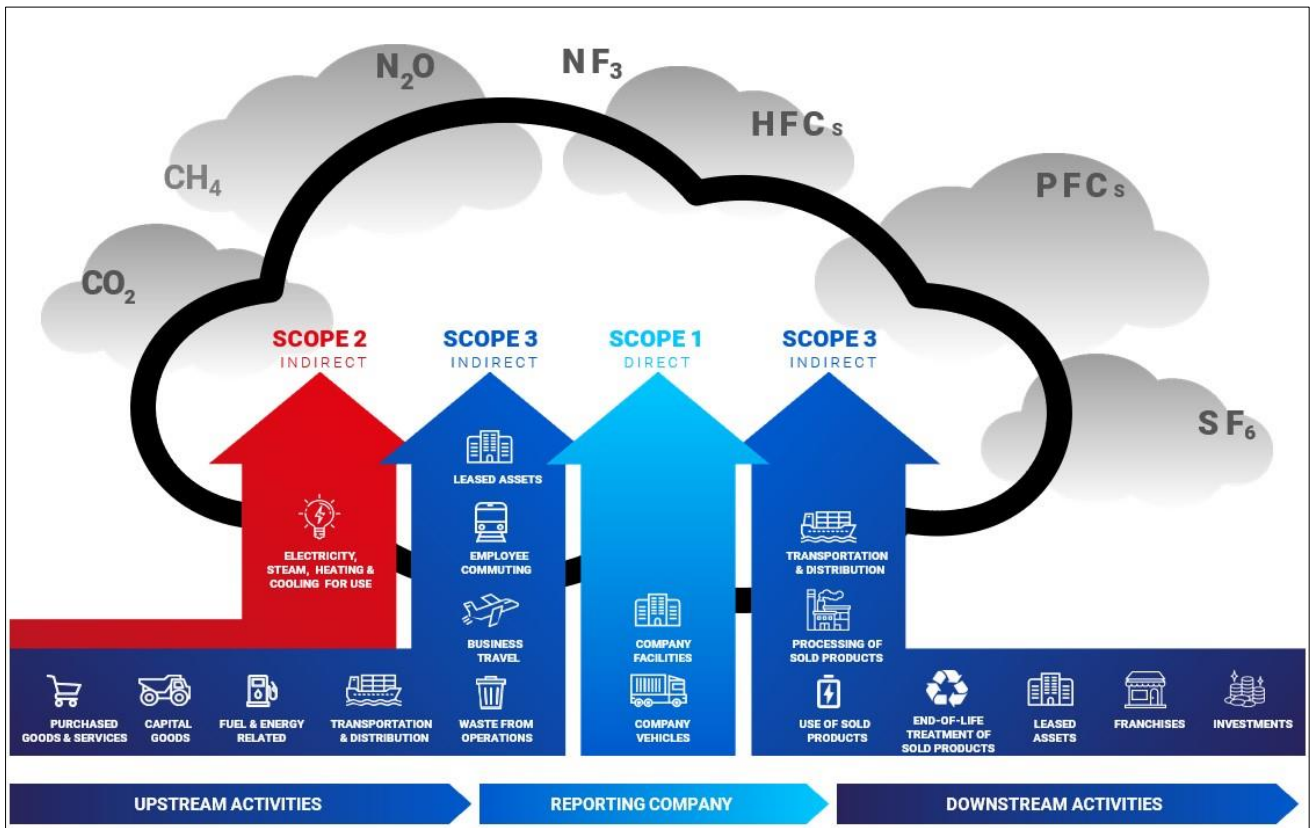 N₂O
NF₃
HFCs
CH₄
PFCs
CO₂
SF₆
SCOPE 2
INDIRECT
SCOPE 3
INDIRECT
SCOPE 1
DIRECT
SCOPE 3
INDIRECT
ELECTRICITY,
STEAM, HEATING &
COOLING FOR USE
LEASED ASSETS
EMPLOYEE
COMMUTING
BUSINESS
TRAVEL
COMPANY
FACILITIES
TRANSPORTATION
& DISTRIBUTION
PROCESSING OF
SOLD PRODUCTS
PURCHASED
GOODS & SERVICES
CAPITAL
GOODS
FUEL & ENERGY
RELATED
TRANSPORTATION
& DISTRIBUTION
WASTE FROM
OPERATIONS
COMPANY
VEHICLES
USE OF SOLD
PRODUCTS
END-OF-LIFE
TREATMENT OF
SOLD PRODUCTS
LEASED
ASSETS
FRANCHISES
INVESTMENTS
UPSTREAM ACTIVITIES
REPORTING COMPANY
DOWNSTREAM ACTIVITIES